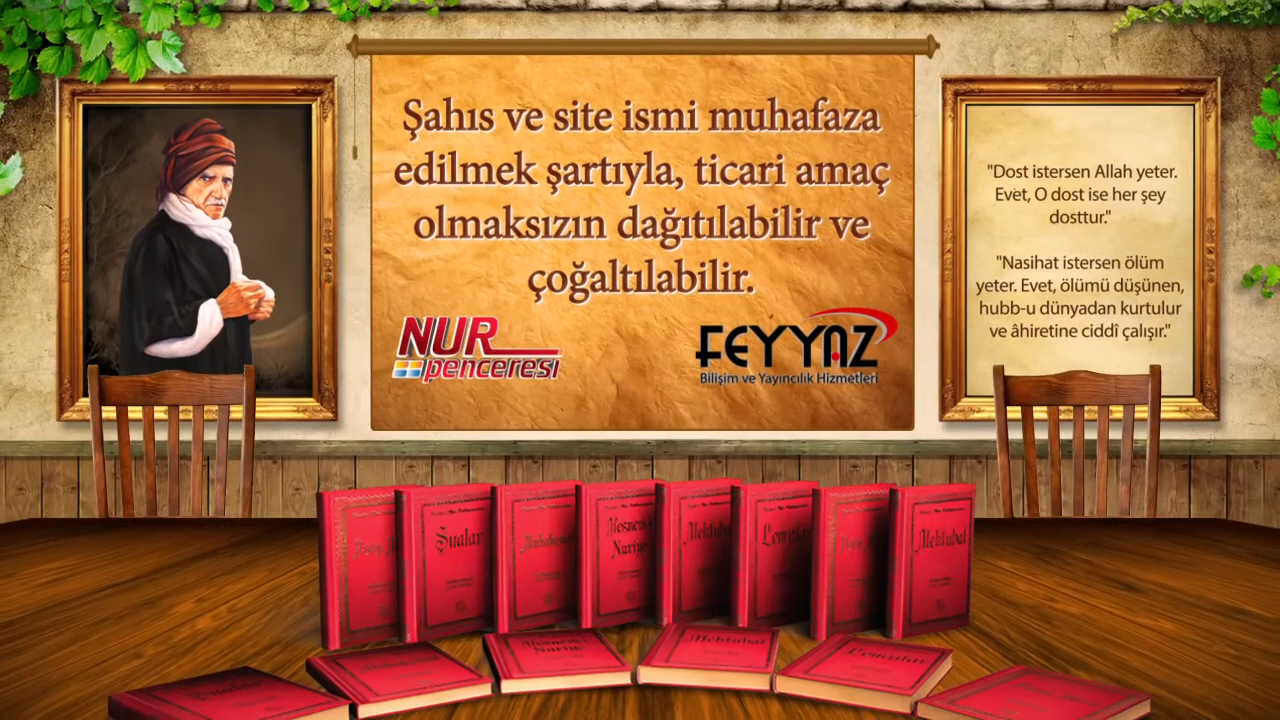 Şahıs ve site ismi muhafaza
edilmek şartıyla, ticari amaç
olmaksızın dağıtılabilir ve
çoğaltılabilir.
NUR
penceresi
FEYYAZ
Bilişim ve Yayıncılık Hizmetleri
"Dost istersen Allah yeter.
Evet, O dost ise her şey
dosttur."
"Nasihat istersen ölüm
yeter. Evet, ölümü düşünen,
hubb-u dünyadan kurtulur
ve âhiretine ciddî çalışır."
Şualar
Mesnevî
Nuriye
Mektubat
Lem'alar
Mektubat
Şualar
Mesnevî
Nuriye
Mektubat
Lem'alar